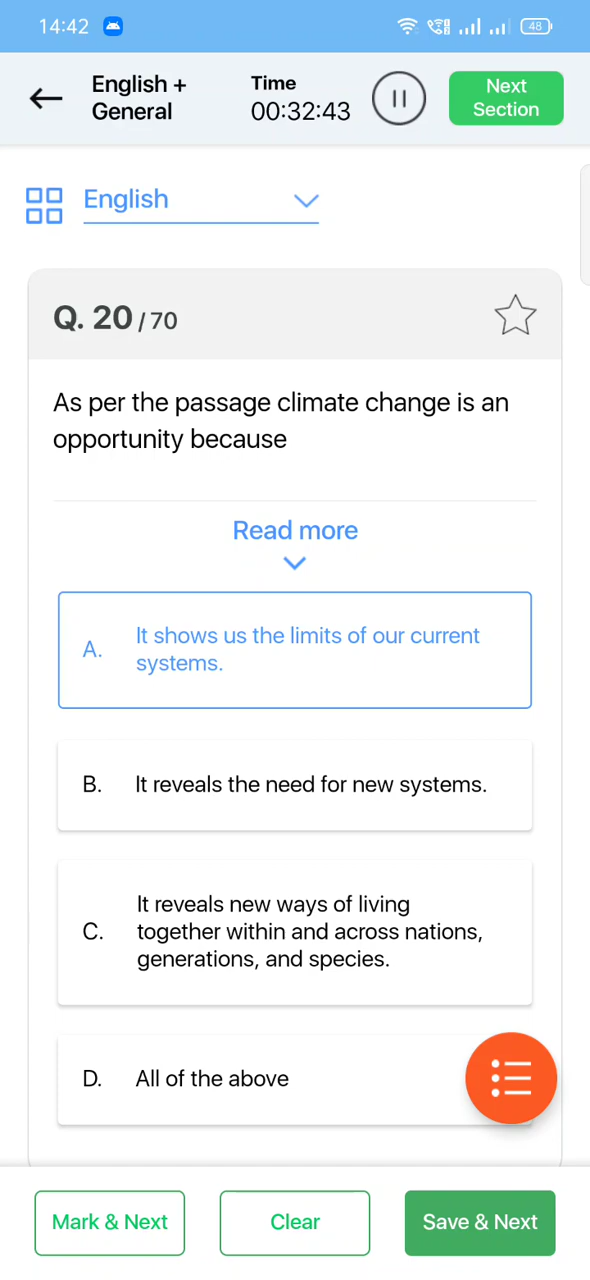 14:42
48
English +
General
Time
00:32:43
Next
Section
English
Q. 20 / 70
As per the passage climate change is an
opportunity because
Read more
A. It shows us the limits of our current
systems.
B. It reveals the need for new systems.
C. It reveals new ways of living
together within and across nations,
generations, and species.
D. All of the above
Mark & Next
Clear
Save & Next